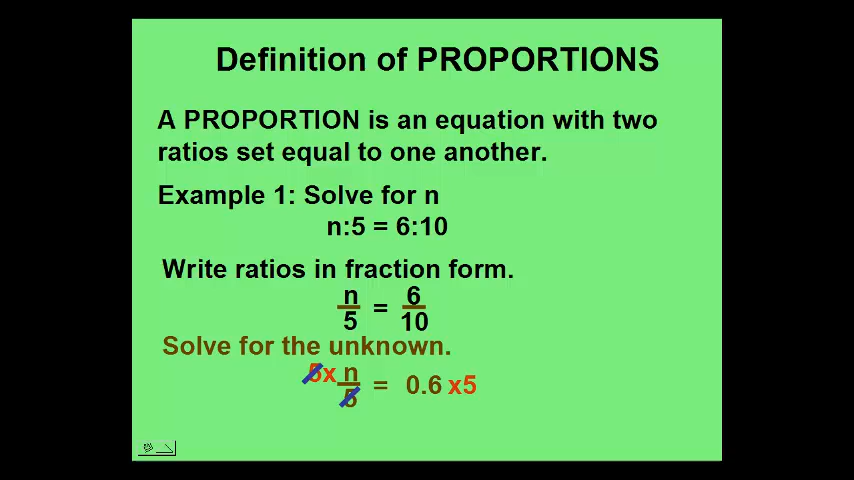 Definition of PROPORTIONS
A PROPORTION is an equation with two
ratios set equal to one another.
Example 1: Solve for n
n:5 = 6:10
Write ratios in fraction form.
n/5 = 6/10
Solve for the unknown.
5x n/5 = 0.6 x5